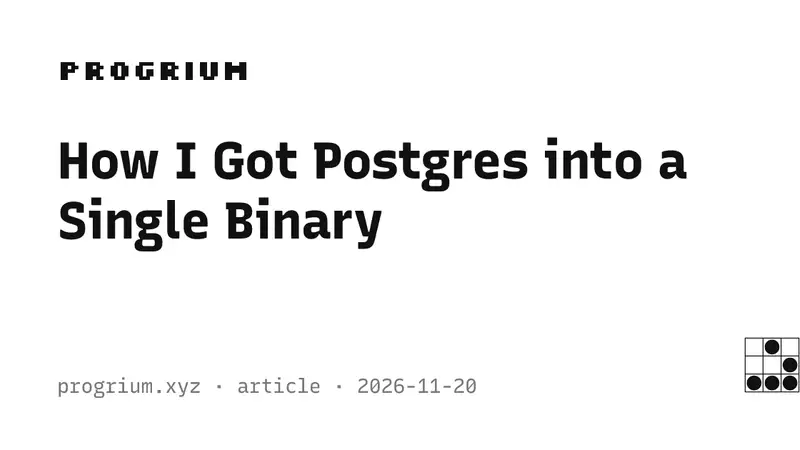 PROGRIUM
How I Got Postgres into a
Single Binary
progrium.xyz · article · 2026-11-20